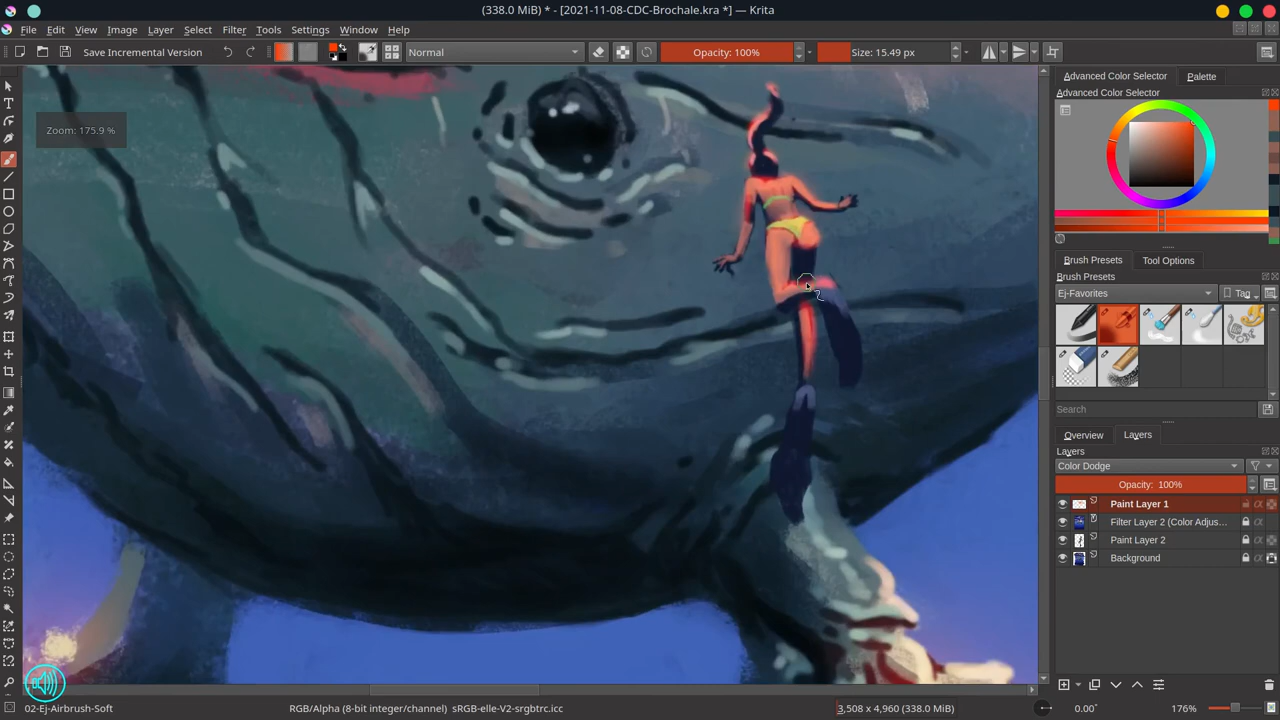 (338.0 MiB) * - [2021-11-08-CDC-Brochale.kra *] — Krita
File Edit View Image Layer Select Filter Tools Settings Window Help
Save Incremental Version Normal Opacity: 100% Size: 15.49 px
Zoom: 175.9 %
Advanced Color Selector Palette
Advanced Color Selector
Brush Presets Tool Options
Brush Presets
Ej-Favorites Tag
Search
Overview Layers
Layers
Color Dodge
Opacity: 100%
Paint Layer 1
Filter Layer 2 (Color Adjus...
Paint Layer 2
Background
02-Ej-Airbrush-Soft RGB/Alpha (8-bit integer/channel) sRGB-elle-V2-srgbtrc.icc 3,508 x 4,960 (338.0 MiB) 0.00° 176%